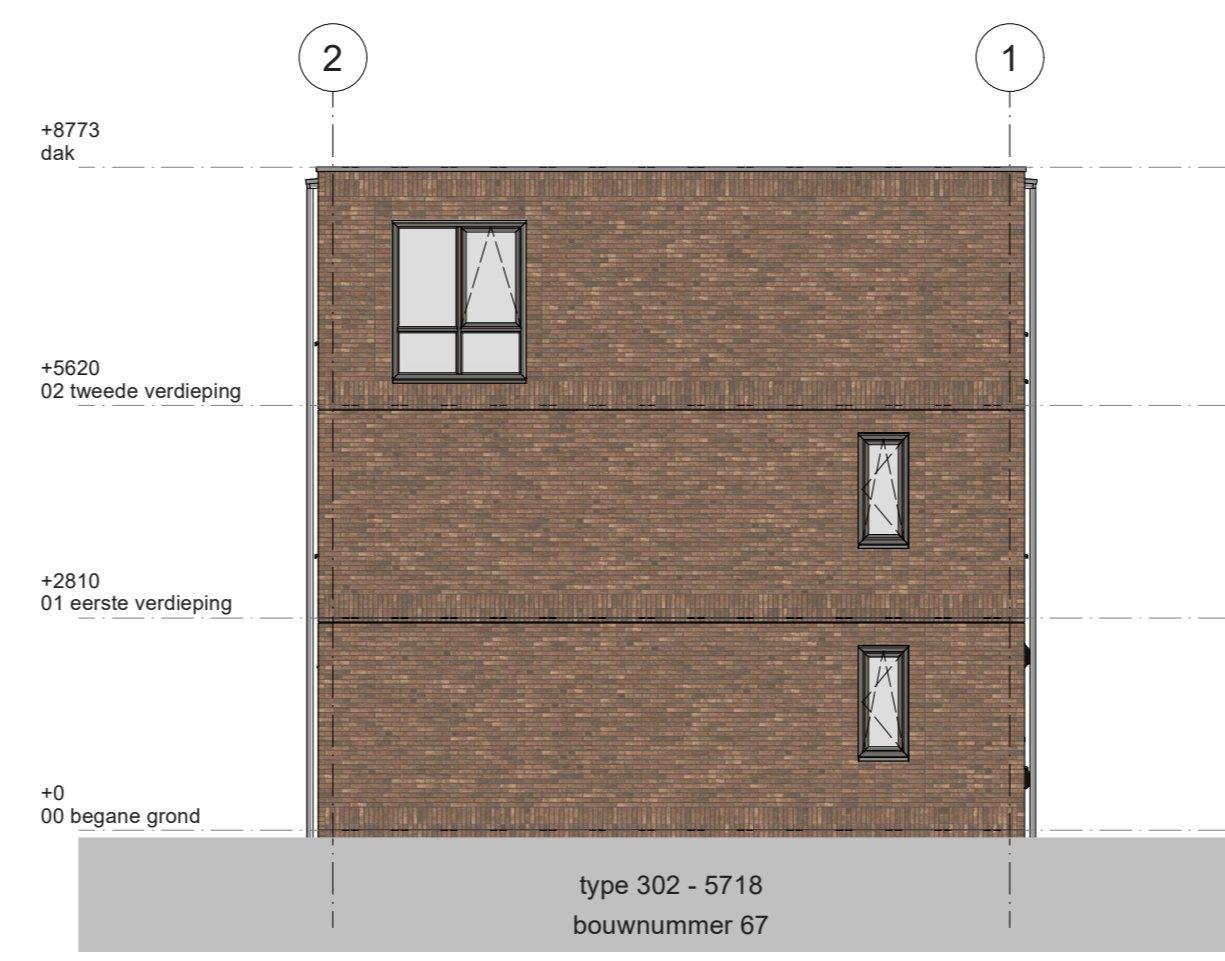 2
1
+8773
dak
+5620
02 tweede verdieping
+2810
01 eerste verdieping
+0
00 begane grond
type 302 - 5718
bouwnummer 67